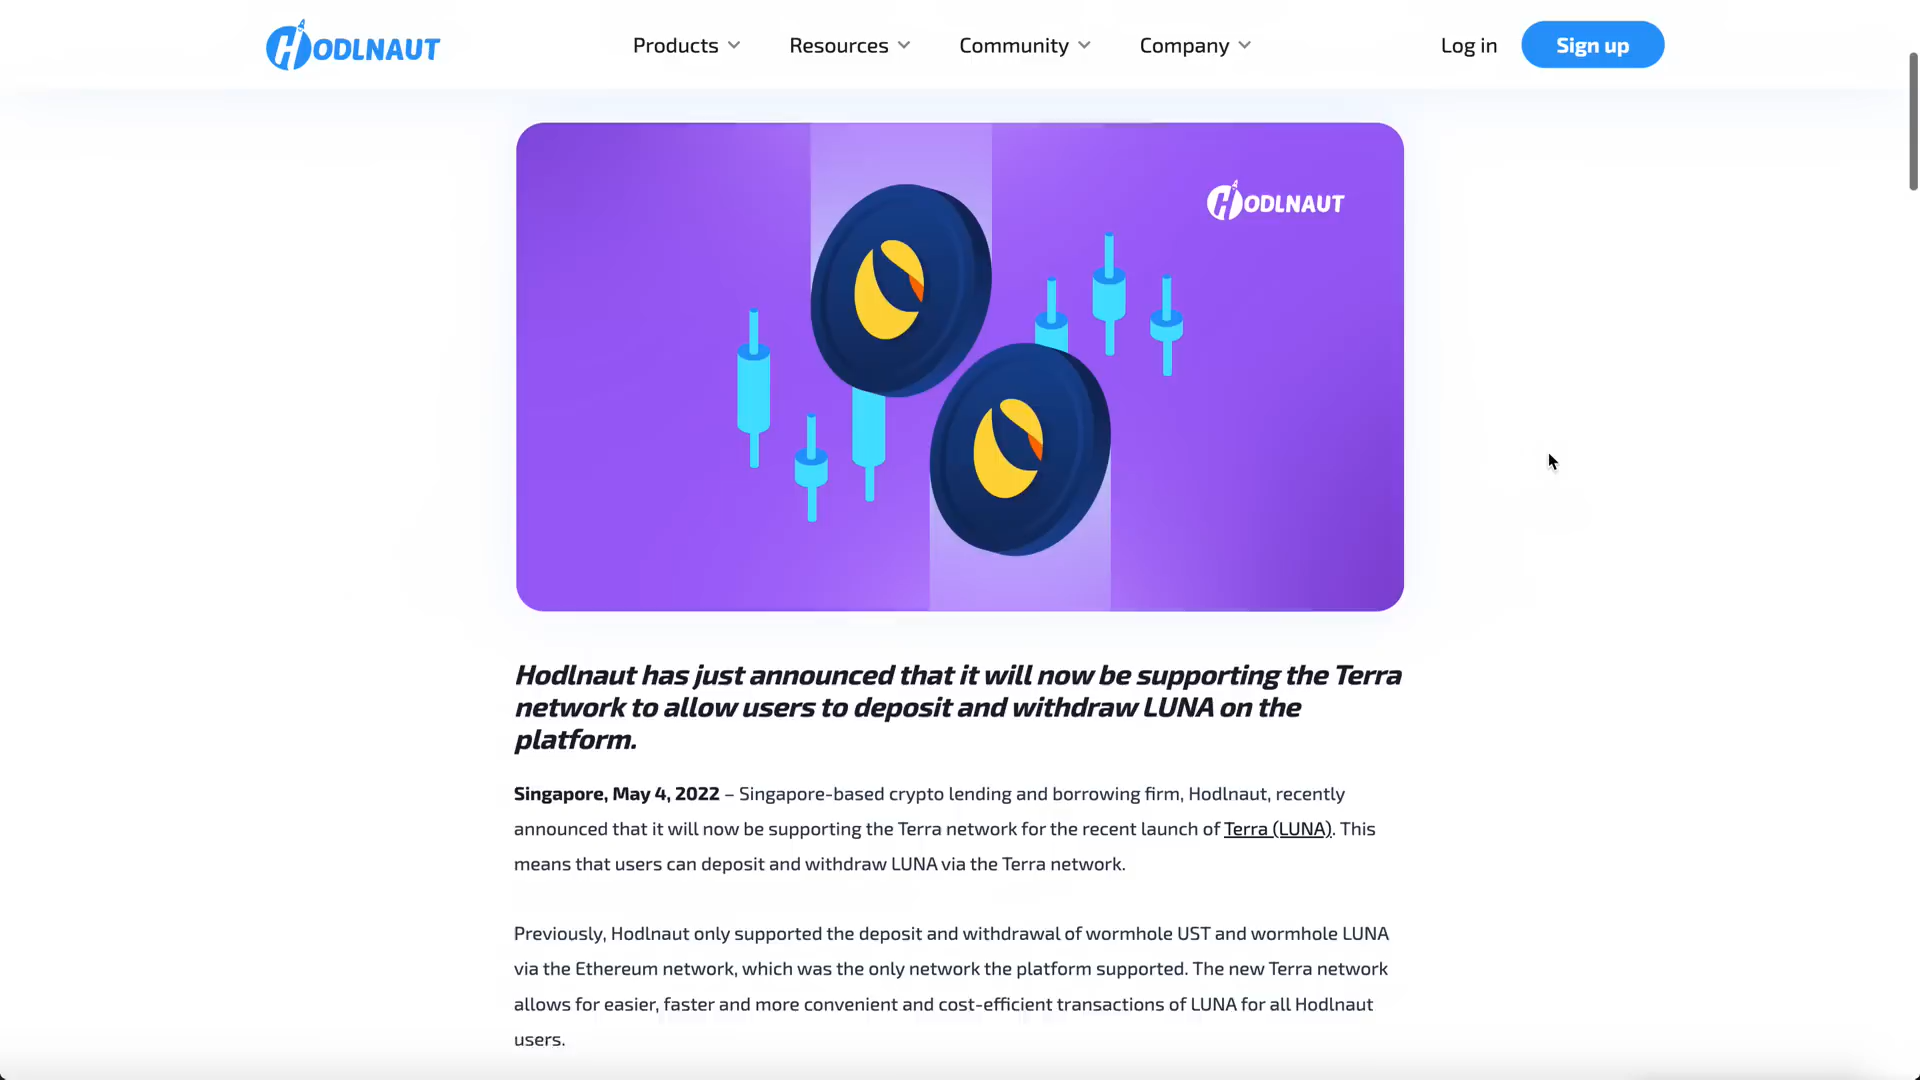 HODLNAUT
Products
Resources
Community
Company
Log in
Sign up
HODLNAUT
Hodlnaut has just announced that it will now be supporting the Terra
network to allow users to deposit and withdraw LUNA on the
platform.
Singapore, May 4, 2022 – Singapore-based crypto lending and borrowing firm, Hodlnaut, recently
announced that it will now be supporting the Terra network for the recent launch of Terra (LUNA). This
means that users can deposit and withdraw LUNA via the Terra network.
Previously, Hodlnaut only supported the deposit and withdrawal of wormhole UST and wormhole LUNA
via the Ethereum network, which was the only network the platform supported. The new Terra network
allows for easier, faster and more convenient and cost-efficient transactions of LUNA for all Hodlnaut
users.